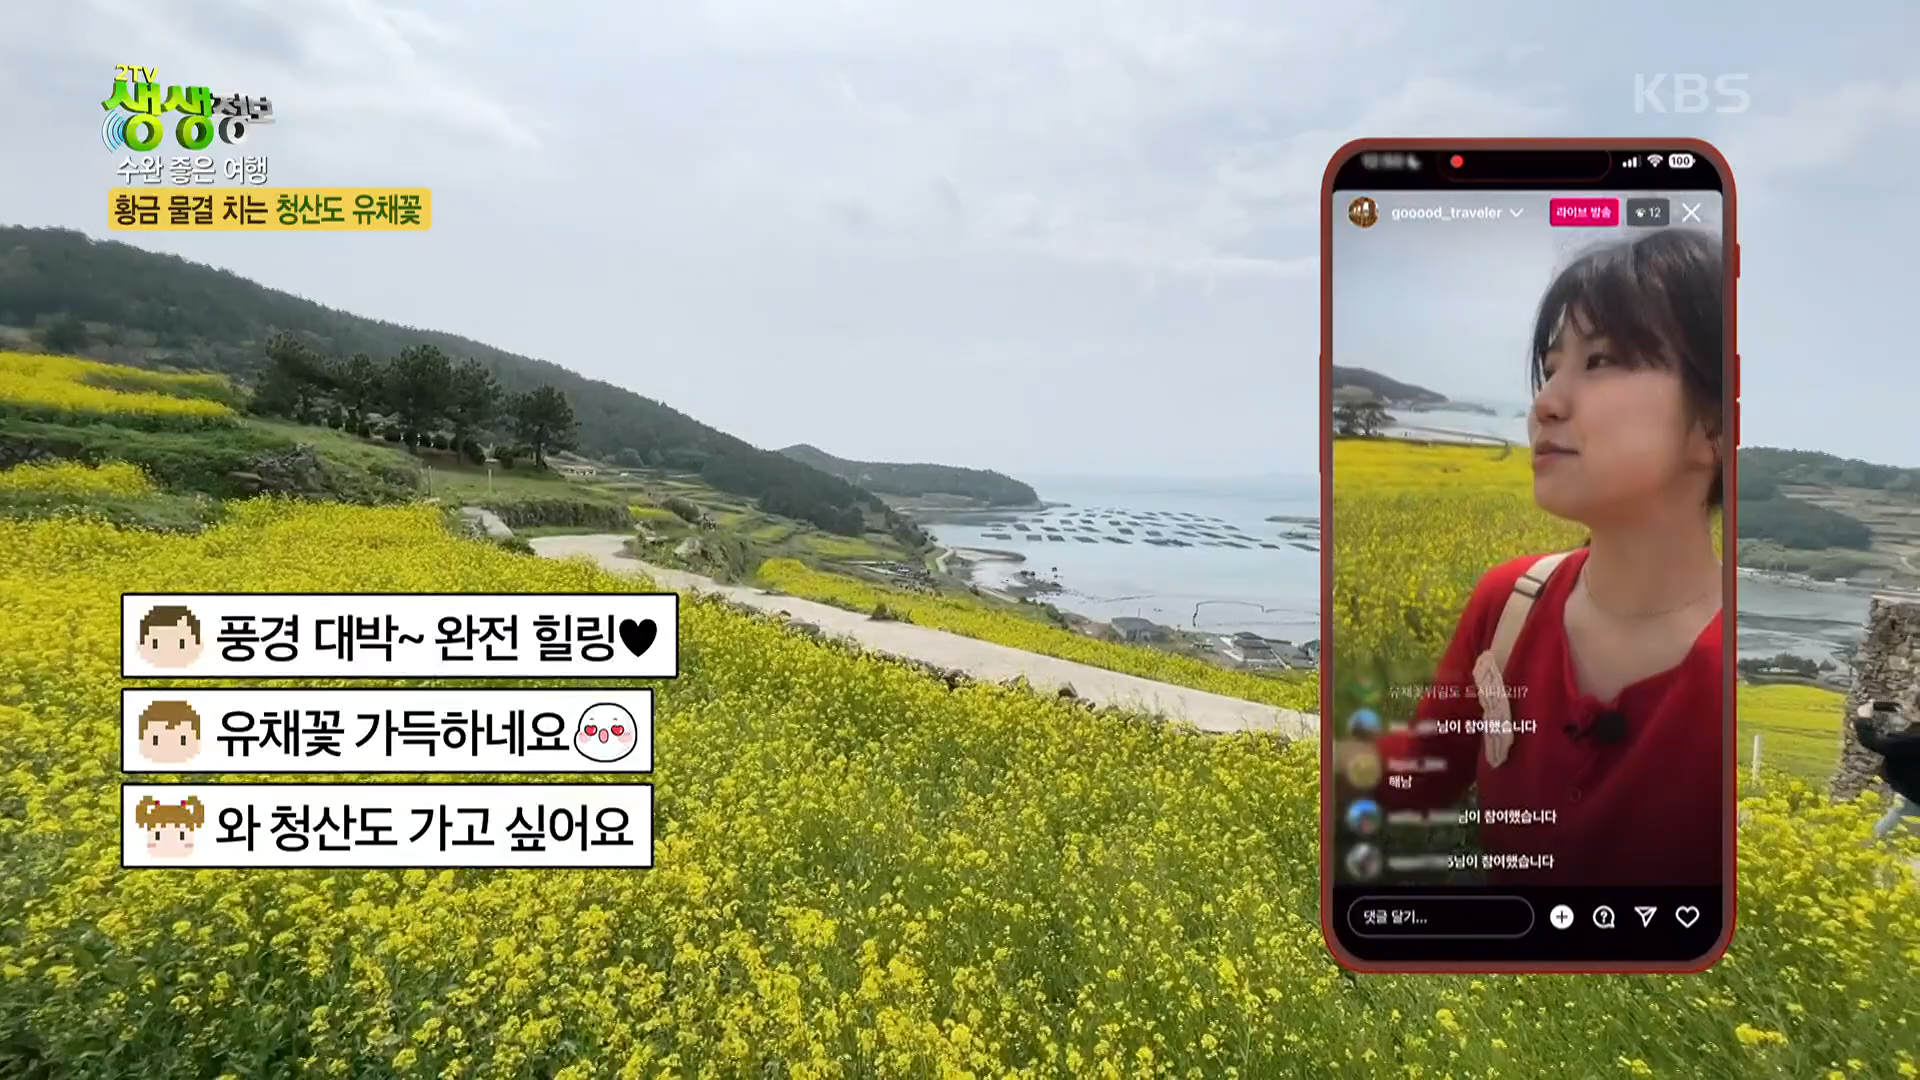 2TV
생생정보
수완 좋은 여행
황금 물결 치는 청산도 유채꽃
KBS
100
gooood_traveler
라이브 방송
12
풍경 대박~ 완전 힐링♥
유채꽃 가득하네요
와 청산도 가고 싶어요
님이 참여했습니다
해남
님이 참여했습니다
님이 참여했습니다
댓글 달기...